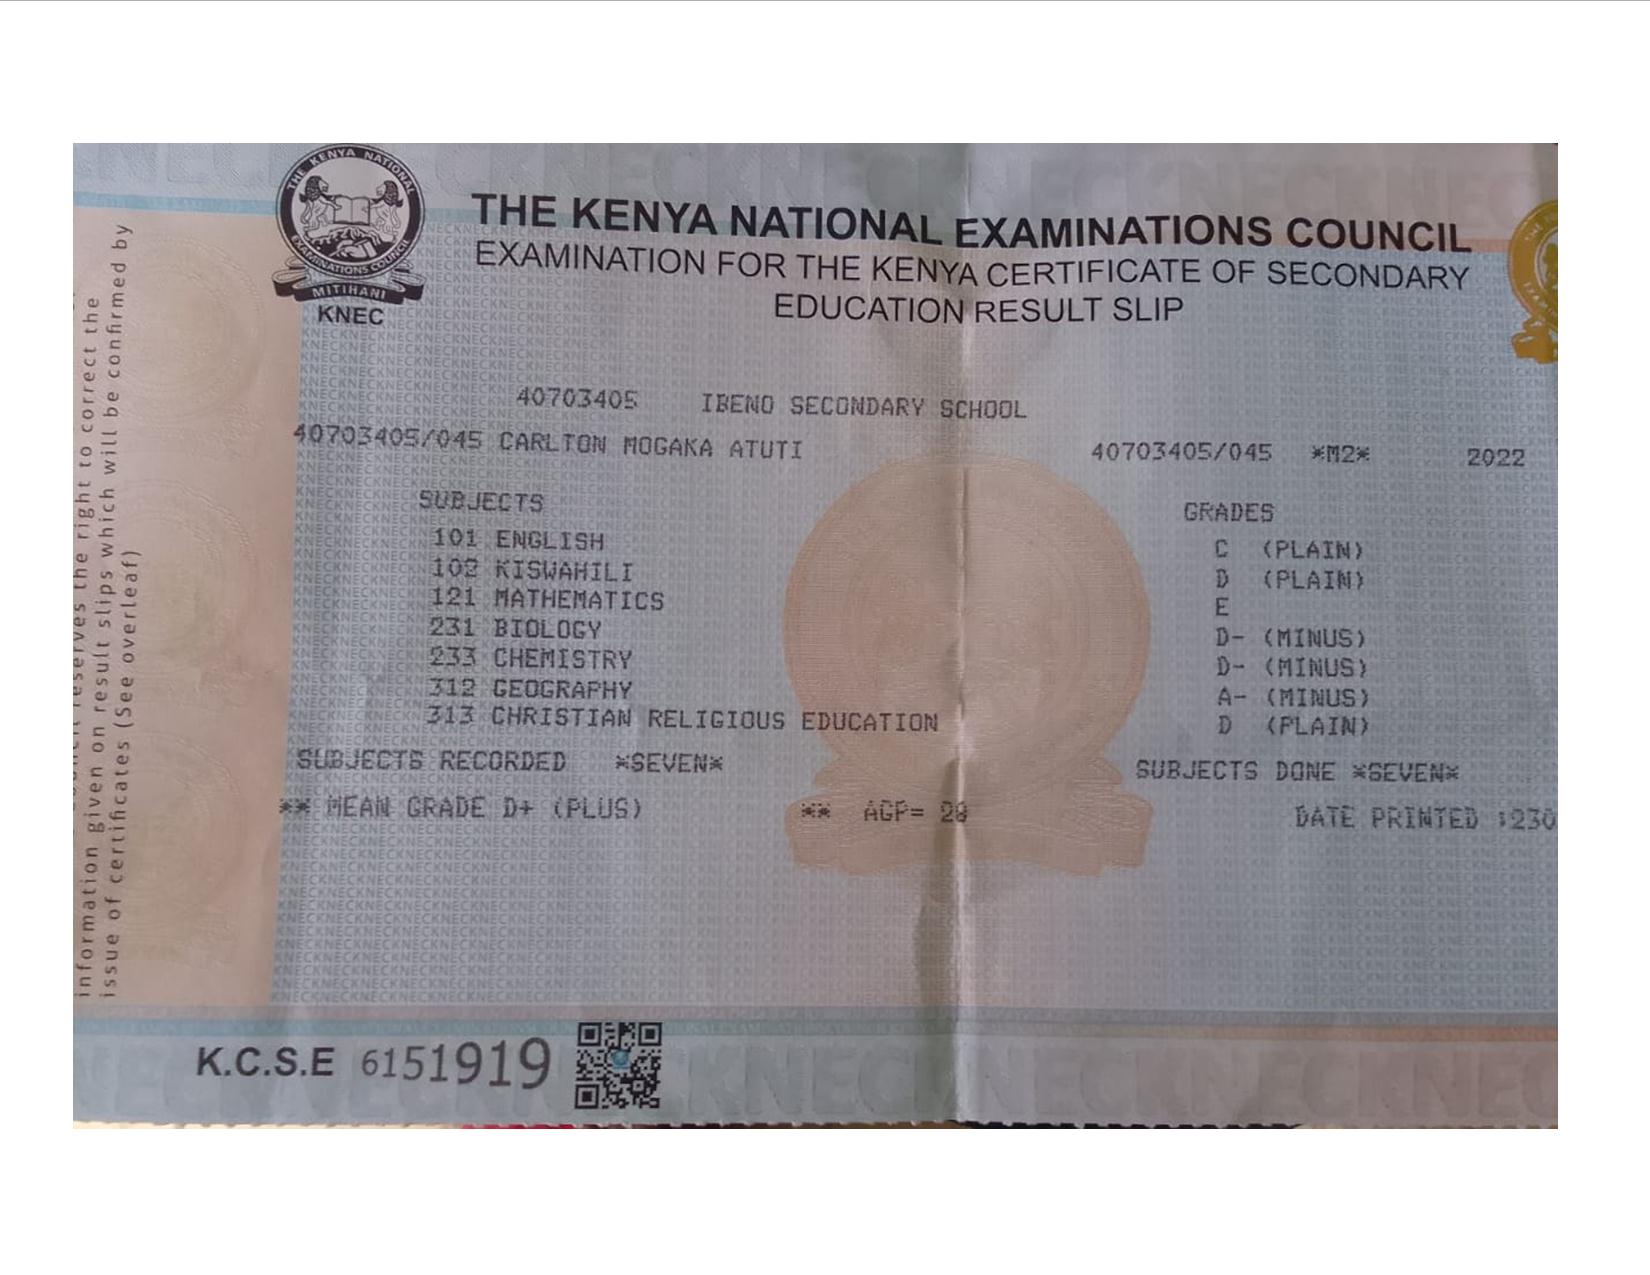 THE KENYA NATIONAL
EXAMINATIONS COUNCIL
MITIHANI
KNEC
THE KENYA NATIONAL EXAMINATIONS COUNCIL
EXAMINATION FOR THE KENYA CERTIFICATE OF SECONDARY
EDUCATION RESULT SLIP
40703405 IBENO SECONDARY SCHOOL
40703405/045 CARLTON MOGAKA ATUTI 40703405/045 *M2* 2022
SUBJECTS GRADES
101 ENGLISH C (PLAIN)
102 KISWAHILI D (PLAIN)
121 MATHEMATICS E
231 BIOLOGY D- (MINUS)
233 CHEMISTRY D- (MINUS)
312 GEOGRAPHY A- (MINUS)
313 CHRISTIAN RELIGIOUS EDUCATION D (PLAIN)
SUBJECTS RECORDED *SEVEN* SUBJECTS DONE *SEVEN*
** MEAN GRADE D+ (PLUS) ** AGP= 28 DATE PRINTED :230
K.C.S.E 6151919
reserves the right to correct the
information given on result slips which will be confirmed by
issue of certificates (See overleaf)